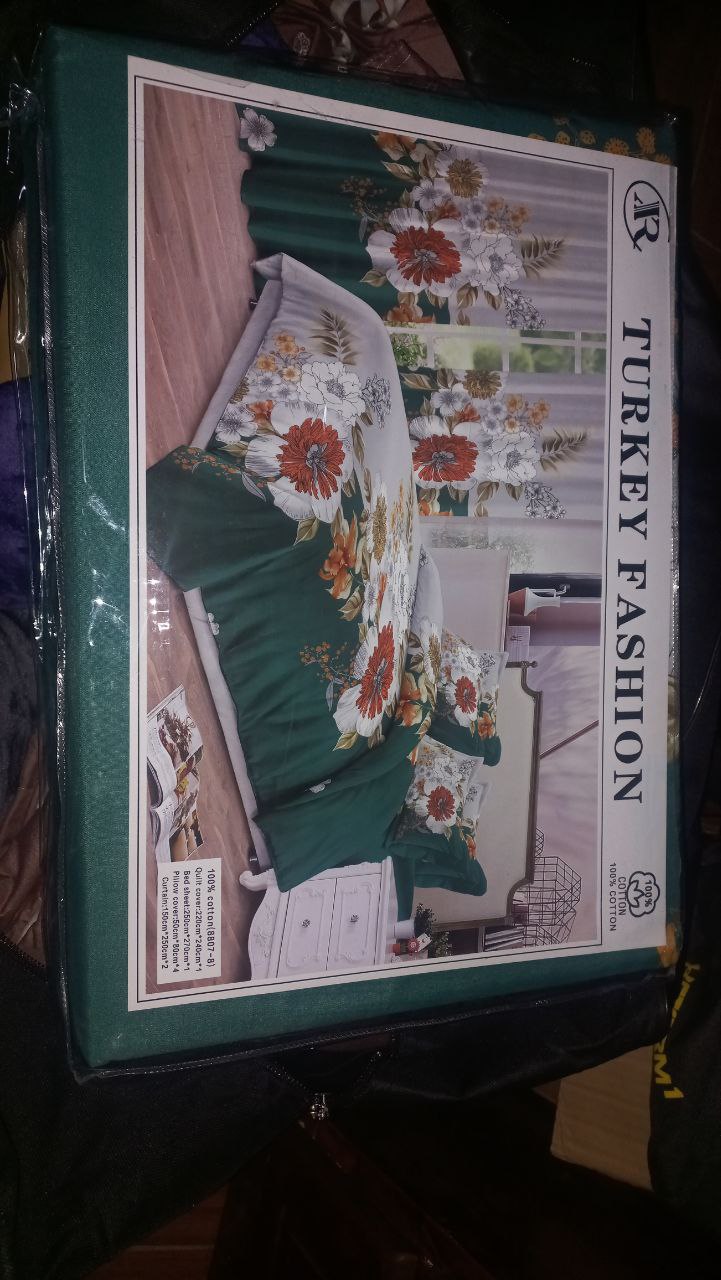 R
TURKEY FASHION
100%
COTTON
100% COTTON
100% cotton(8807-8)
Quilt cover:220cm*240cm*1
Bed sheet:250cm*270cm*1
Pillow cover:50cm*80cm*4
Curtain:150cm*250cm*2